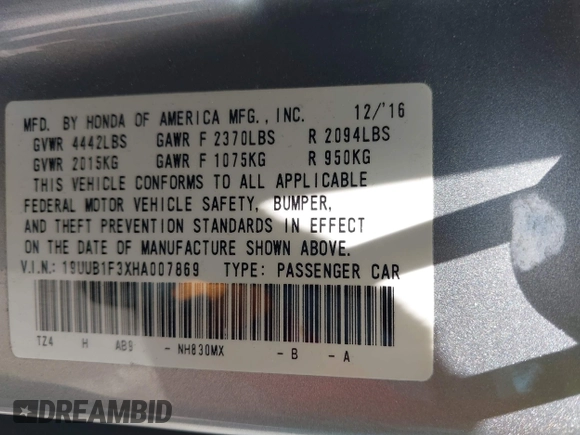 MFD. BY HONDA OF AMERICA MFG., INC. 12/'16
GVWR 4442LBS GAWR F 2370LBS R 2094LBS
GVWR 2015KG GAWR F 1075KG R 950KG
THIS VEHICLE CONFORMS TO ALL APPLICABLE
FEDERAL MOTOR VEHICLE SAFETY, BUMPER,
AND THEFT PREVENTION STANDARDS IN EFFECT
ON THE DATE OF MANUFACTURE SHOWN ABOVE.
V.I.N.: 19UUB1F3XHA007869 TYPE: PASSENGER CAR
TZ4 H AB9 - NH830MX - B - A
DREAMBID